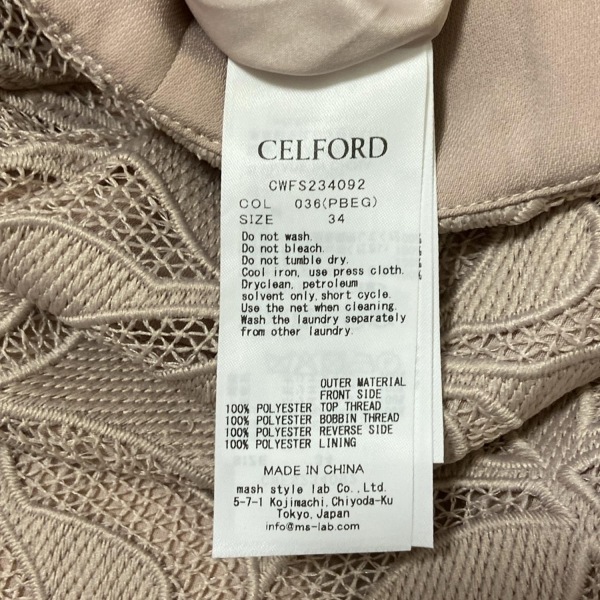 CELFORD
CWFS234092
COL 036(PBEG)
SIZE 34
Do not wash.
Do not bleach.
Do not tumble dry.
Cool iron, use press cloth.
Dryclean, petroleum
solvent only, short cycle.
Use the net when cleaning.
Wash the laundry separately
from other laundry.
OUTER MATERIAL
FRONT SIDE
100% POLYESTER TOP THREAD
100% POLYESTER BOBBIN THREAD
100% POLYESTER REVERSE SIDE
100% POLYESTER LINING
MADE IN CHINA
mash style lab Co., Ltd.
5-7-1 Kojimachi, Chiyoda-Ku
Tokyo, Japan
info@ms-lab.com